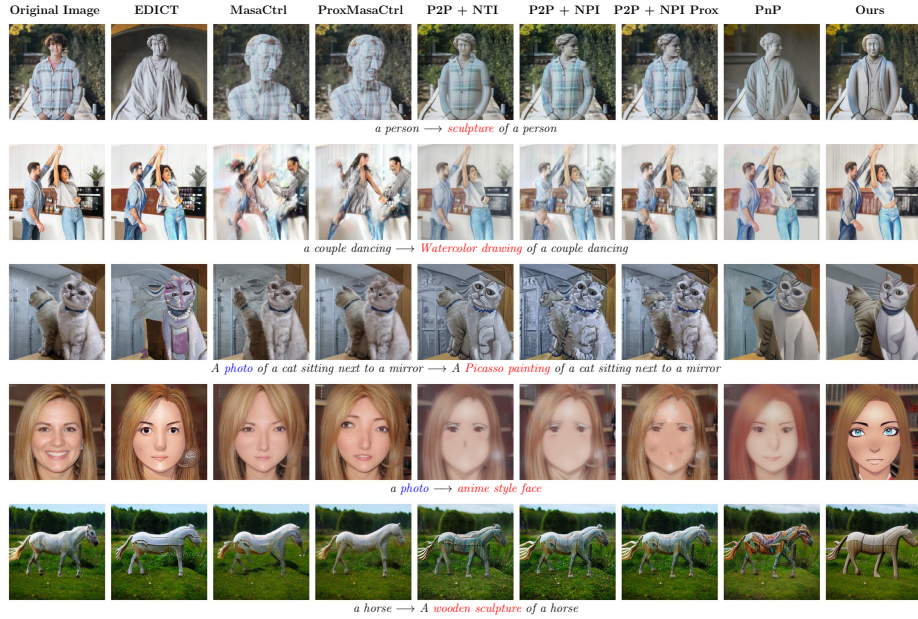 Original Image EDICT MasaCtrl ProxMasaCtrl P2P + NTI P2P + NPI P2P + NPI Prox PnP Ours
a person → sculpture of a person
a couple dancing → Watercolor drawing of a couple dancing
A photo of a cat sitting next to a mirror → A Picasso painting of a cat sitting next to a mirror
a photo → anime style face
a horse → A wooden sculpture of a horse